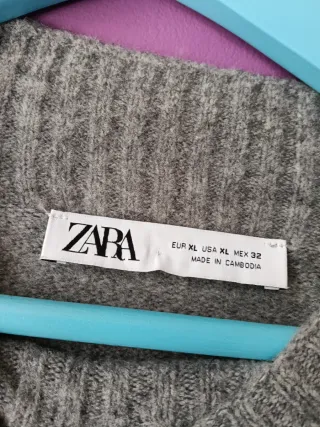 ZARA
EUR XL USA XL MEX 32
MADE IN CAMBODIA